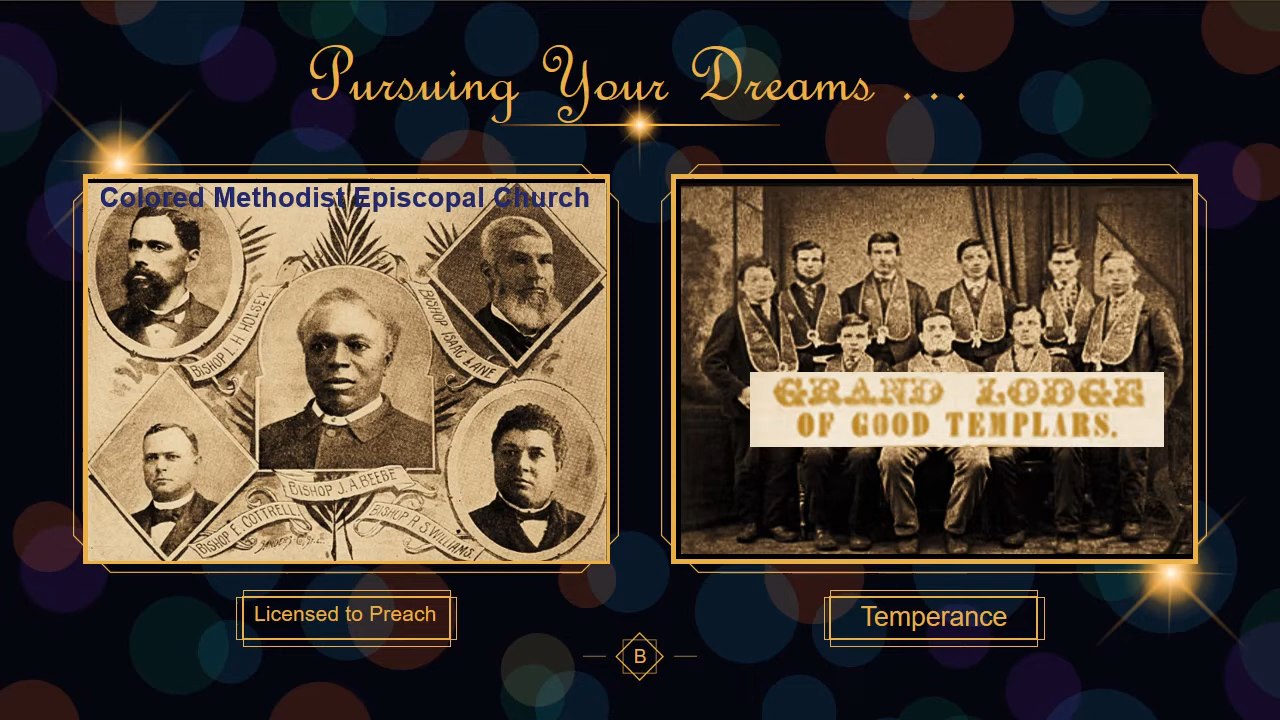 Pursuing Your Dreams . . .
Colored Methodist Episcopal Church
BISHOP L. H. HOLSEY.
BISHOP ISAAC LANE
BISHOP J. A. BEEBE
BISHOP E. COTTRELL
BISHOP R. S. WILLIAMS.
GRAND LODGE
OF GOOD TEMPLARS.
Licensed to Preach
Temperance
B